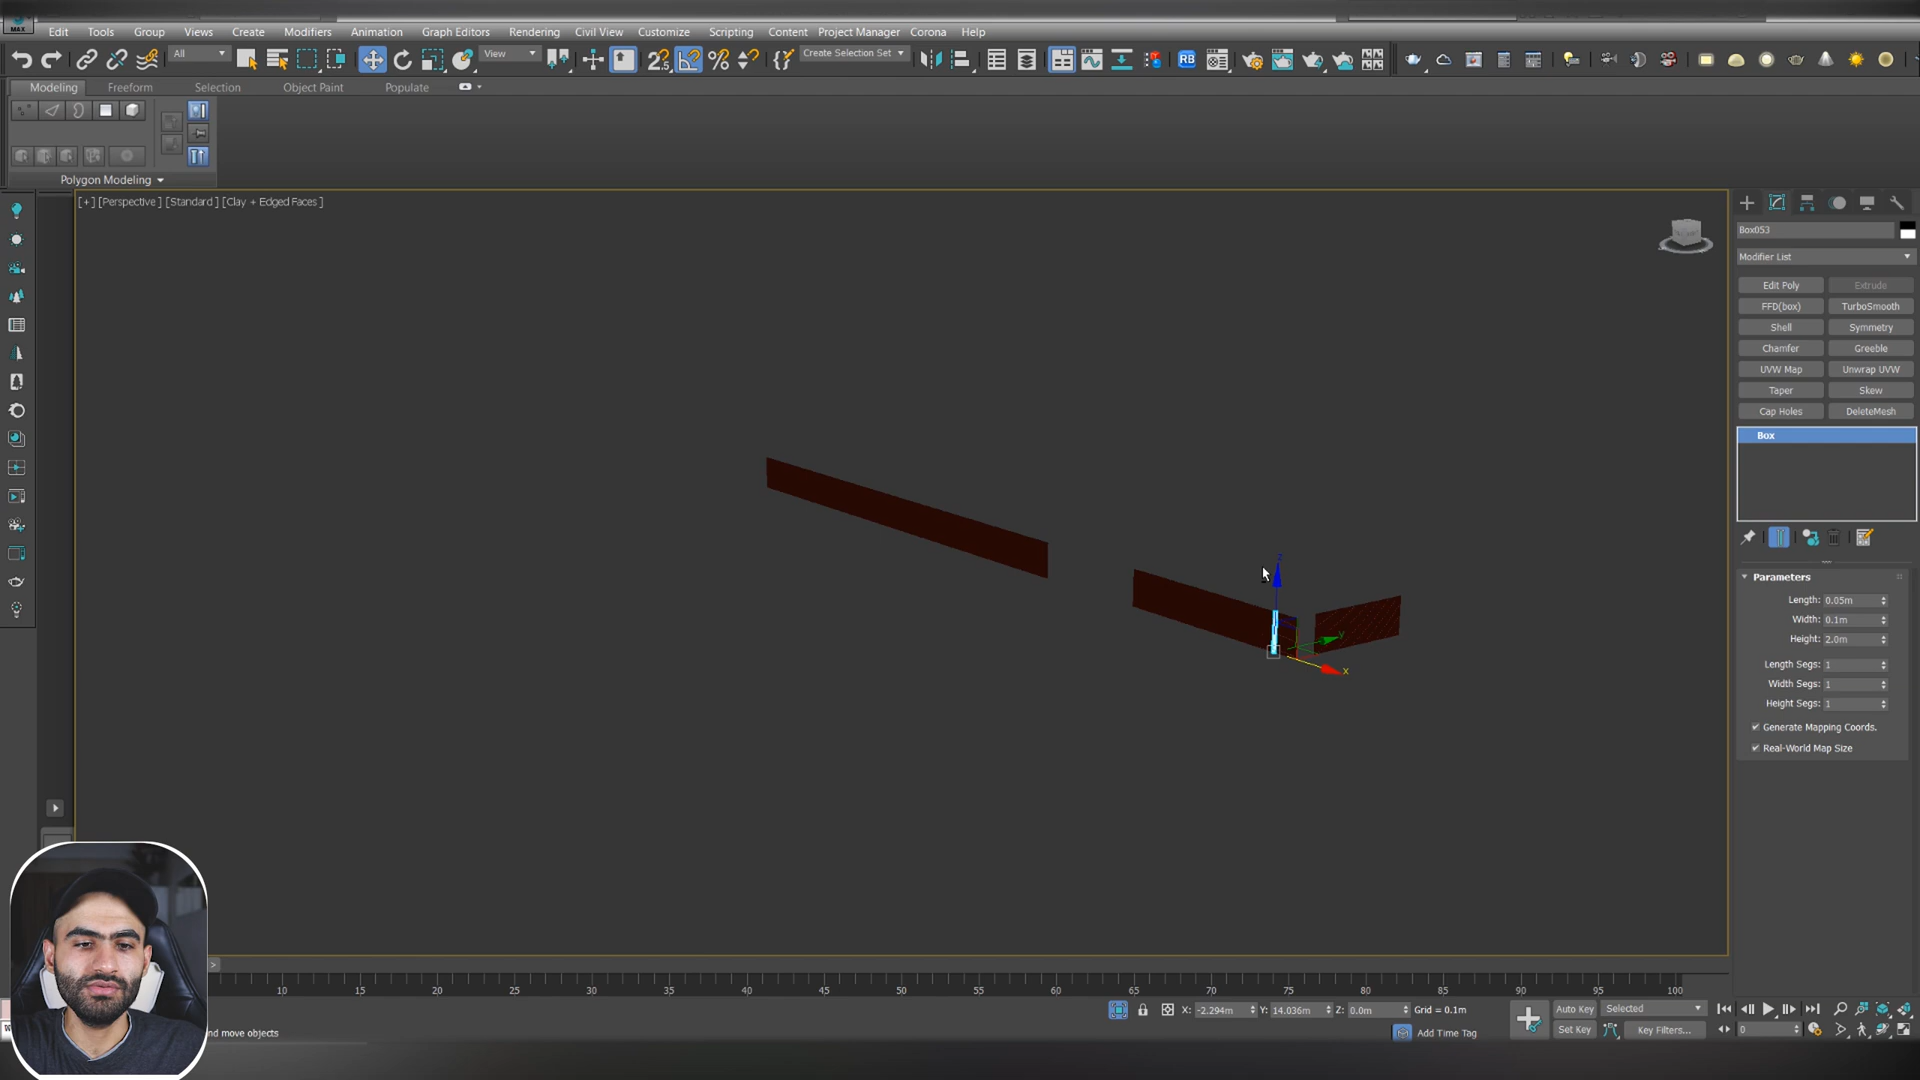 MAX
Edit Tools Group Views Create Modifiers Animation Graph Editors Rendering Civil View Customize Scripting Content Project Manager Corona Help
All View Create Selection Set RB
Modeling Freeform Selection Object Paint Populate
Polygon Modeling
[+] [Perspective ] [Standard ] [Clay + Edged Faces ]
Box053
Modifier List
Edit Poly Extrude
FFD(box) TurboSmooth
Shell Symmetry
Chamfer Greeble
UVW Map Unwrap UVW
Taper Skew
Cap Holes DeleteMesh
Box
z
y
x
Parameters
Length: 0.05m
Width: 0.1m
Height: 2.0m
Length Segs: 1
Width Segs: 1
Height Segs: 1
Generate Mapping Coords.
Real-World Map Size
>
10 15 20 25 30 35 40 45 50 55 60 65 70 75 80 85 90 95 100
X: -2.294m Y: 14.036m Z: 0.0m Grid = 0.1m Auto Key Selected
nd move objects Add Time Tag Set Key Key Filters... 0